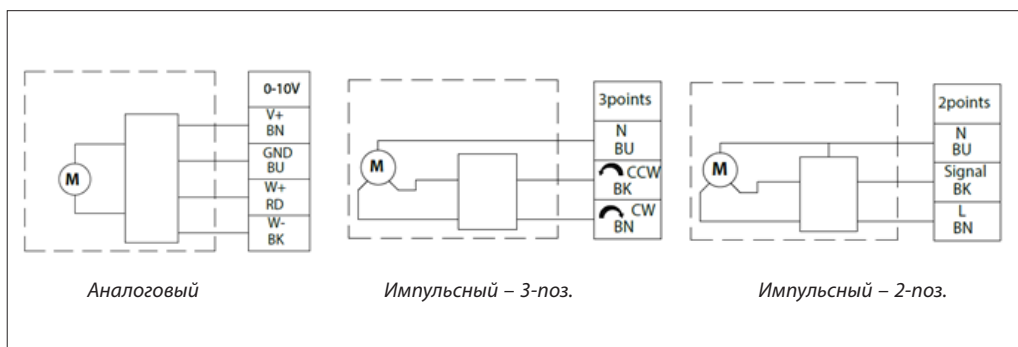 0-10V
V+
BN
GND
BU
W+
RD
W-
BK
M
Аналоговый
3points
N
BU
CCW
BK
CW
BN
M
Импульсный – 3-поз.
2points
N
BU
Signal
BK
L
BN
M
Импульсный – 2-поз.